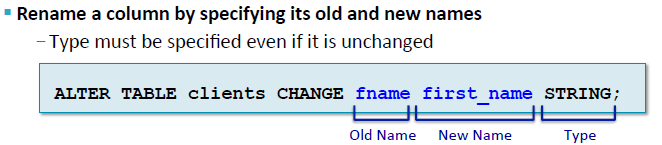 ▪ Rename a column by specifying its old and new names
– Type must be specified even if it is unchanged
ALTER TABLE clients CHANGE fname first_name STRING;
Old Name New Name Type